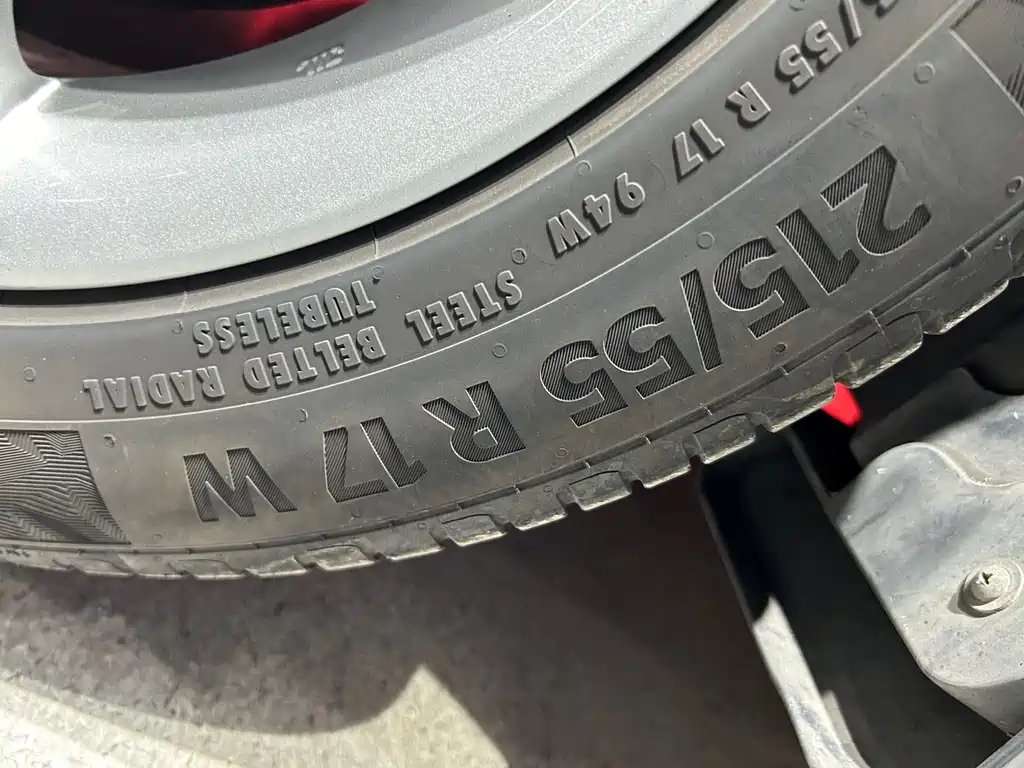 /55 R 17 94W
STEEL BELTED RADIAL
TUBELESS
215/55 R 17 W